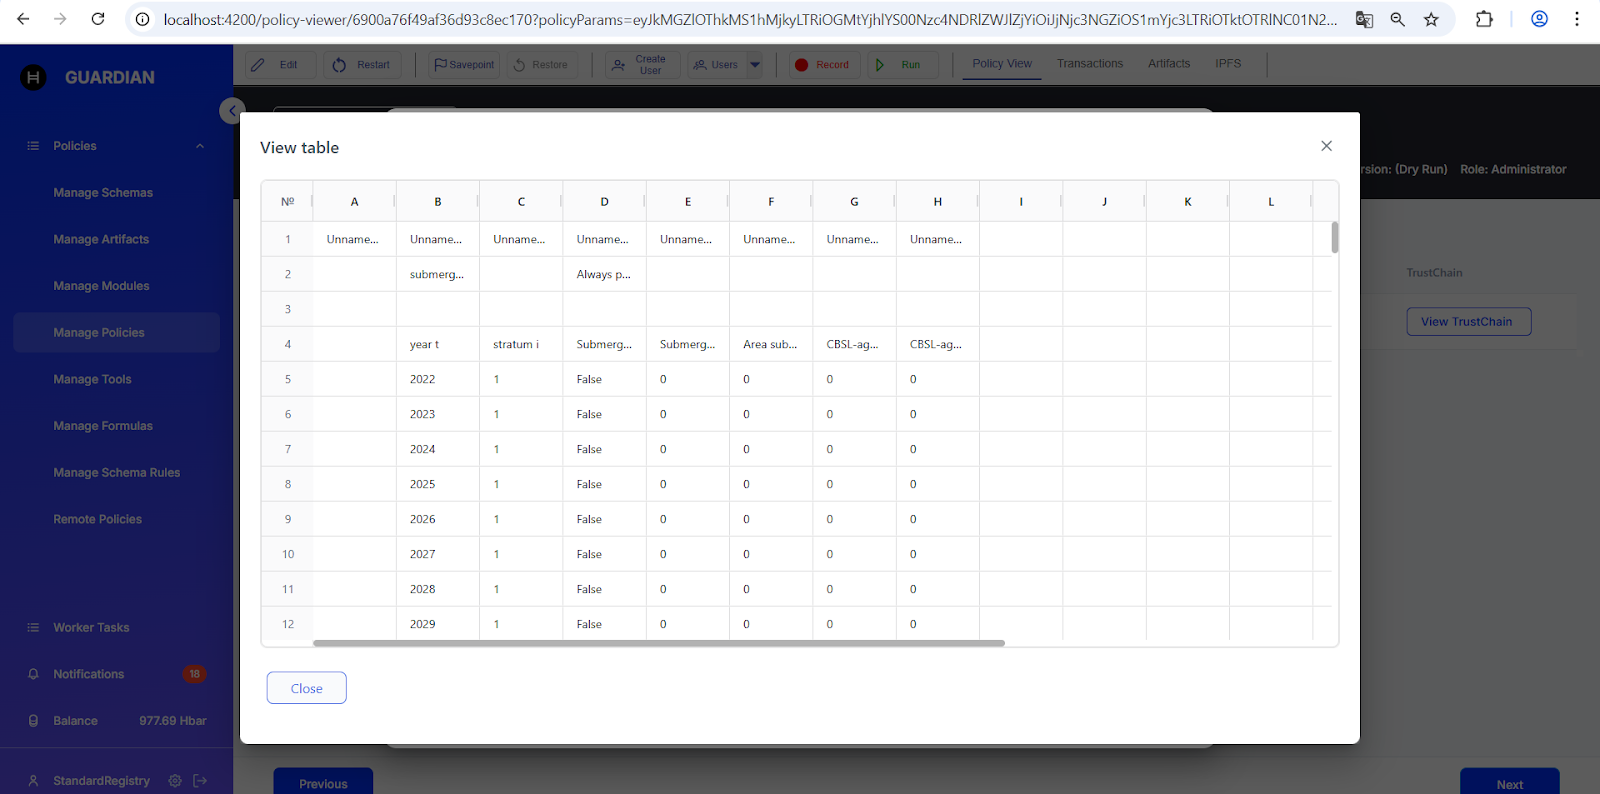 localhost:4200/policy-viewer/6900a76f49af36d93c8ec170?policyParams=eyJkMGZlOThkMS1hMjkyLTRiOGMtYjhlYS00Nzc4NDRlZWJlZjYiOiJjNjc3NGZiOS1mYjc3LTRiOTktOTRlNC01N2...
GUARDIAN
Edit Restart Savepoint Restore Create User Users Record Run Policy View Transactions Artifacts IPFS
Policies
Manage Schemas
Manage Artifacts
Manage Modules
Manage Policies
Manage Tools
Manage Formulas
Manage Schema Rules
Remote Policies
Worker Tasks
Notifications 18
Balance 977.69 Hbar
StandardRegistry
rsion: (Dry Run) Role: Administrator
TrustChain
View TrustChain
View table
№ A B C D E F G H I J K L
1 Unname... Unname... Unname... Unname... Unname... Unname... Unname... Unname...
2 submerg... Always p...
3
4 year t stratum i Submerg... Submerg... Area sub... CBSL-ag... CBSL-ag...
5 2022 1 False 0 0 0 0
6 2023 1 False 0 0 0 0
7 2024 1 False 0 0 0 0
8 2025 1 False 0 0 0 0
9 2026 1 False 0 0 0 0
10 2027 1 False 0 0 0 0
11 2028 1 False 0 0 0 0
12 2029 1 False 0 0 0 0
Close
Previous
Next